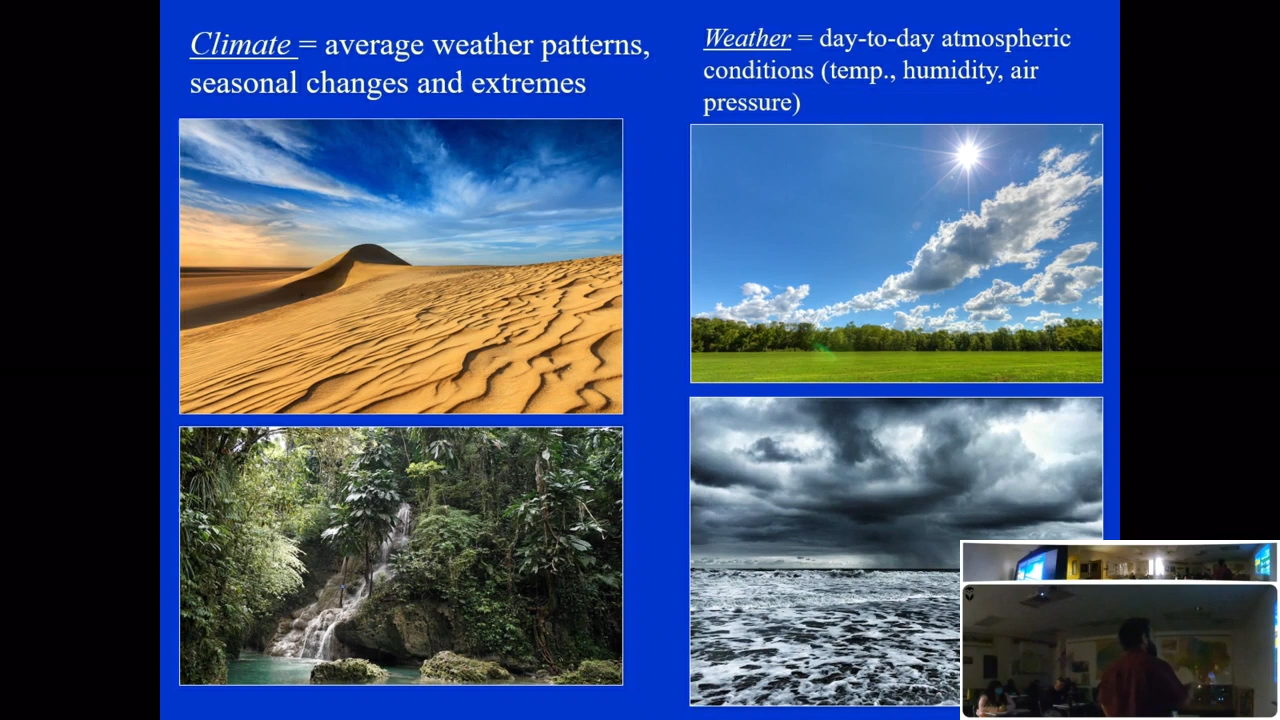 Climate = average weather patterns,
seasonal changes and extremes
Weather = day-to-day atmospheric
conditions (temp., humidity, air
pressure)